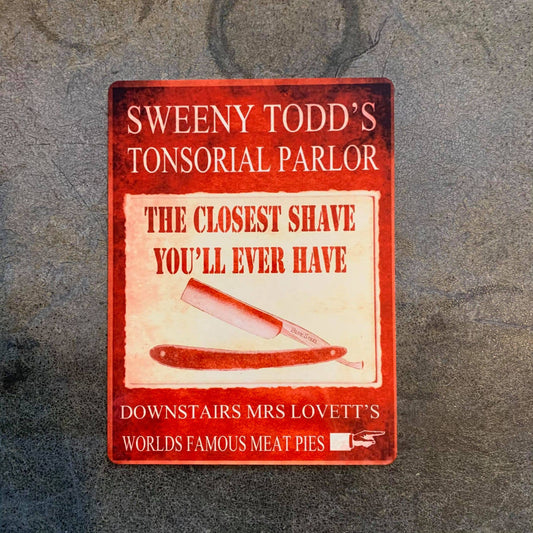 SWEENY TODD'S
TONSORIAL PARLOR
THE CLOSEST SHAVE
YOU'LL EVER HAVE
DOWNSTAIRS MRS LOVETT'S
WORLDS FAMOUS MEAT PIES